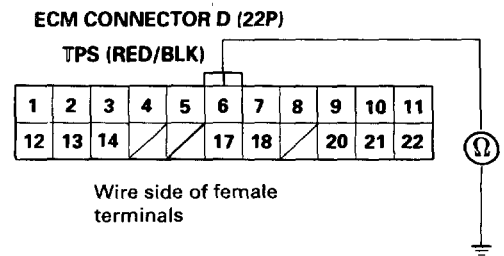 ECM CONNECTOR D (22P)
TPS (RED/BLK)
1 2 3 4 5 6 7 8 9 10 11
12 13 14 17 18 20 21 22
Ω
Wire side of female
terminals